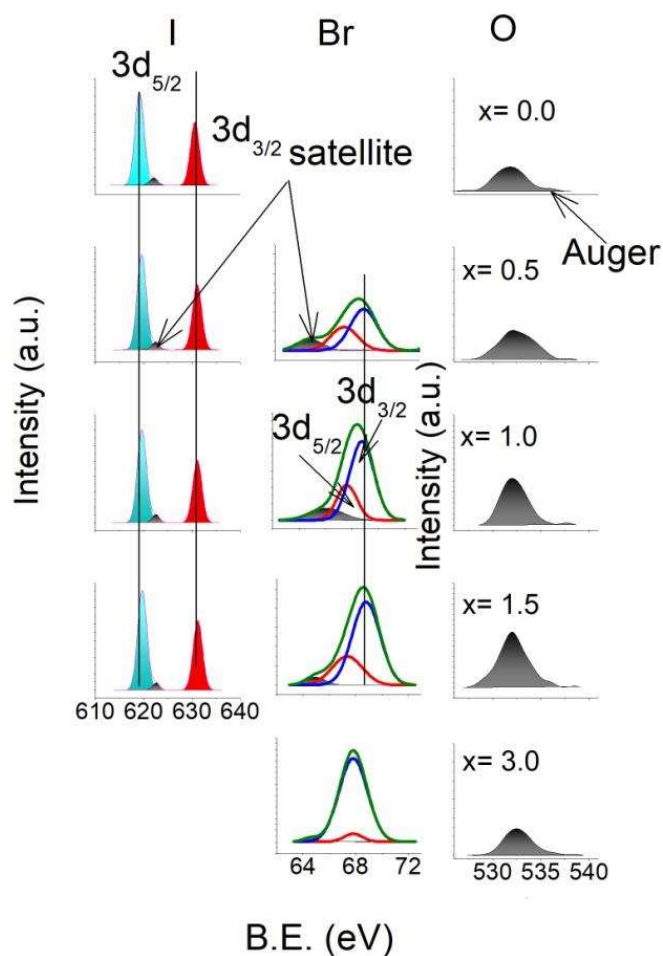 I
Br
O
3d5/2
3d3/2 satellite
x= 0.0
Auger
x= 0.5
3d3/2
3d5/2
x= 1.0
x= 1.5
x= 3.0
Intensity (a.u.)
Intensity (a.u.)
610 620 630 640
64 68 72
530 535 540
B.E. (eV)